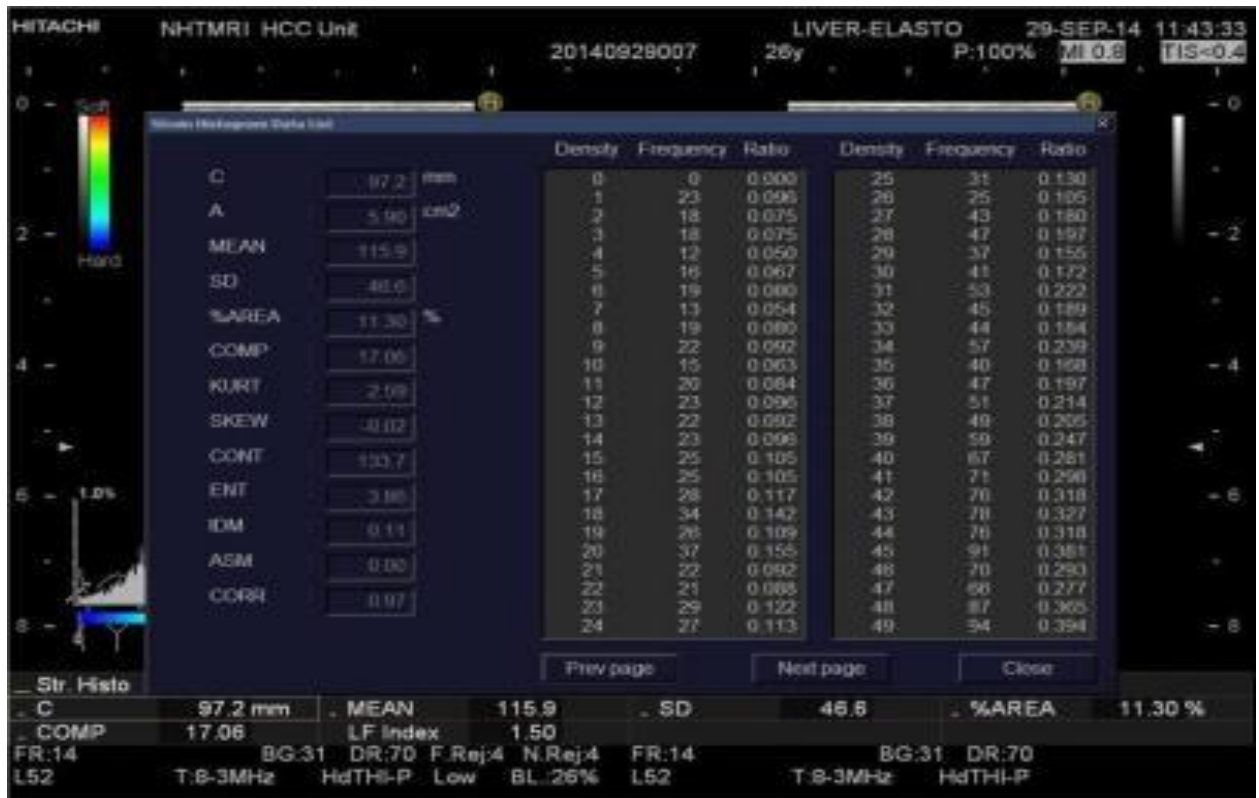 HITACHI NHTMRI HCC Unit LIVER-ELASTO 29-SEP-14 11:43:33
20140929007 26y P:100% MI 0.8 TIS<0.4
0 Soft 0
Strain Histogram Data List
Density Frequency Ratio Density Frequency Ratio
C 97.2 mm
A 5.90 cm2
MEAN 115.9
SD 46.6
%AREA 11.30 %
COMP 17.06
KURT 2.59
SKEW -0.02
CONT 133.7
ENT 3.86
IDM 0.11
ASM 0.00
CORR 0.97
0 0 0.000 25 31 0.130
1 23 0.096 26 25 0.105
2 18 0.075 27 43 0.180
3 18 0.075 28 47 0.197
4 12 0.050 29 37 0.155
5 16 0.067 30 41 0.172
6 19 0.080 31 53 0.222
7 13 0.054 32 45 0.189
8 19 0.080 33 44 0.184
9 22 0.092 34 57 0.239
10 15 0.063 35 40 0.168
11 20 0.084 36 47 0.197
12 23 0.096 37 51 0.214
13 22 0.092 38 49 0.205
14 23 0.096 39 59 0.247
15 25 0.105 40 67 0.281
16 25 0.105 41 71 0.298
17 28 0.117 42 76 0.318
18 34 0.142 43 78 0.327
19 26 0.109 44 76 0.318
20 37 0.155 45 91 0.381
21 22 0.092 46 70 0.293
22 21 0.088 47 66 0.277
23 29 0.122 48 87 0.365
24 27 0.113 49 94 0.394
2 Hard 2
4 4
6 1.0% 6
8 8
Prev page Next page Close
Str. Histo
C 97.2 mm MEAN 115.9 SD 46.6 %AREA 11.30 %
COMP 17.06 LF Index 1.50
FR:14 BG:31 DR:70 F.Rej:4 N.Rej:4 FR:14 BG:31 DR:70
L52 T:8-3MHz HdTHI-P Low BL:26% L52 T:8-3MHz HdTHI-P